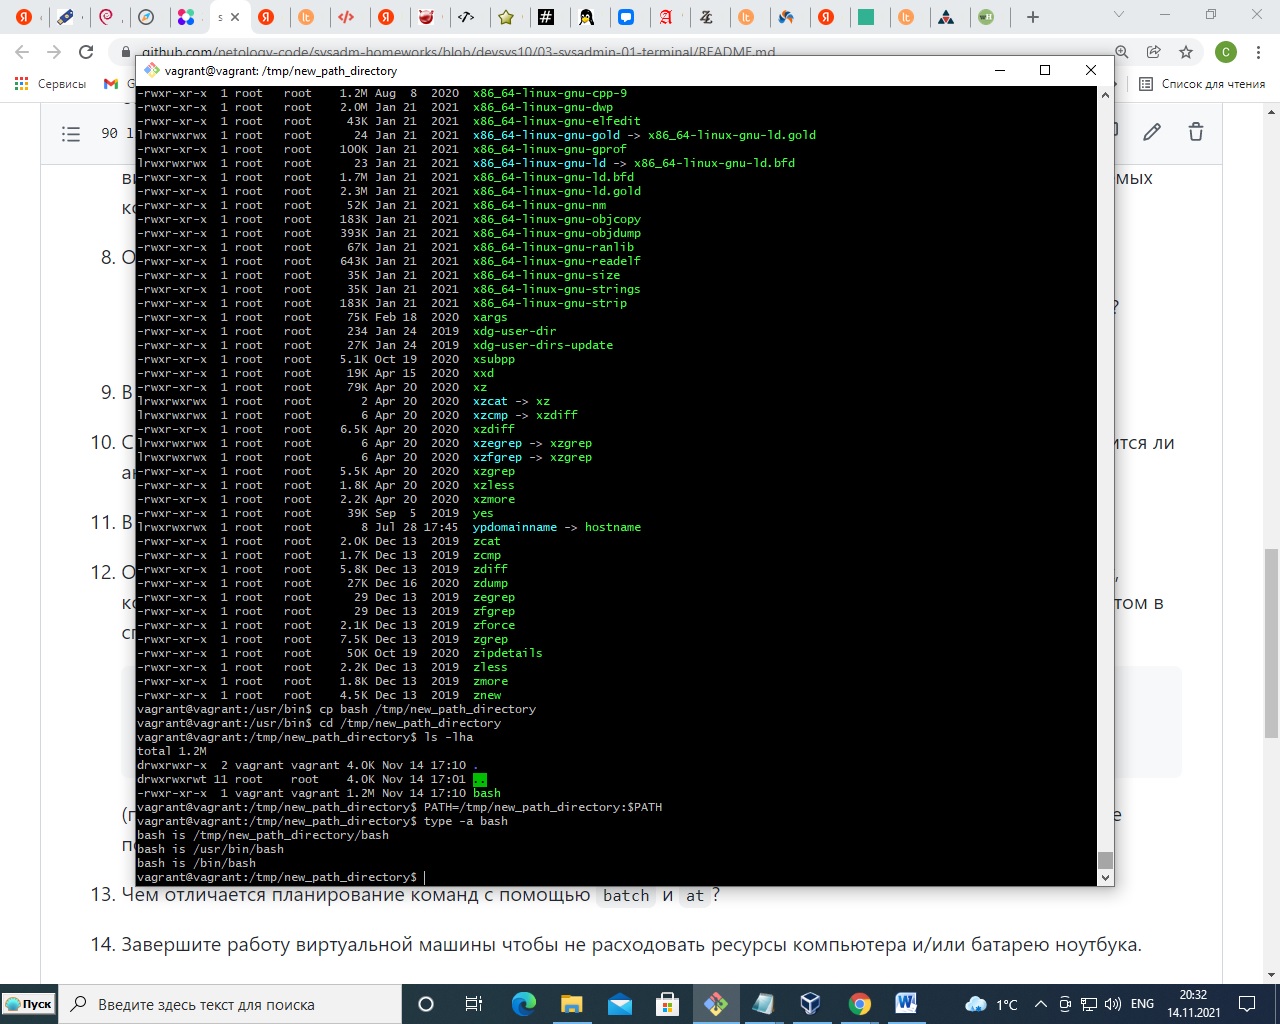 github.com/netology-code/sysadm-homeworks/blob/devsys10/03-sysadmin-01-terminal/README.md
Сервисы
Список для чтения
vagrant@vagrant: /tmp/new_path_directory
-rwxr-xr-x 1 root root 1.2M Aug 8 2020 x86_64-linux-gnu-cpp-9
-rwxr-xr-x 1 root root 2.0M Jan 21 2021 x86_64-linux-gnu-dwp
-rwxr-xr-x 1 root root 43K Jan 21 2021 x86_64-linux-gnu-elfedit
lrwxrwxrwx 1 root root 24 Jan 21 2021 x86_64-linux-gnu-gold -> x86_64-linux-gnu-ld.gold
-rwxr-xr-x 1 root root 100K Jan 21 2021 x86_64-linux-gnu-gprof
lrwxrwxrwx 1 root root 23 Jan 21 2021 x86_64-linux-gnu-ld -> x86_64-linux-gnu-ld.bfd
-rwxr-xr-x 1 root root 1.7M Jan 21 2021 x86_64-linux-gnu-ld.bfd
-rwxr-xr-x 1 root root 2.3M Jan 21 2021 x86_64-linux-gnu-ld.gold
-rwxr-xr-x 1 root root 52K Jan 21 2021 x86_64-linux-gnu-nm
-rwxr-xr-x 1 root root 183K Jan 21 2021 x86_64-linux-gnu-objcopy
-rwxr-xr-x 1 root root 393K Jan 21 2021 x86_64-linux-gnu-objdump
-rwxr-xr-x 1 root root 67K Jan 21 2021 x86_64-linux-gnu-ranlib
-rwxr-xr-x 1 root root 643K Jan 21 2021 x86_64-linux-gnu-readelf
-rwxr-xr-x 1 root root 35K Jan 21 2021 x86_64-linux-gnu-size
-rwxr-xr-x 1 root root 35K Jan 21 2021 x86_64-linux-gnu-strings
-rwxr-xr-x 1 root root 183K Jan 21 2021 x86_64-linux-gnu-strip
-rwxr-xr-x 1 root root 75K Feb 18 2020 xargs
-rwxr-xr-x 1 root root 234 Jan 24 2019 xdg-user-dir
-rwxr-xr-x 1 root root 27K Jan 24 2019 xdg-user-dirs-update
-rwxr-xr-x 1 root root 5.1K Oct 19 2020 xsubpp
-rwxr-xr-x 1 root root 19K Apr 15 2020 xxd
-rwxr-xr-x 1 root root 79K Apr 20 2020 xz
lrwxrwxrwx 1 root root 2 Apr 20 2020 xzcat -> xz
lrwxrwxrwx 1 root root 6 Apr 20 2020 xzcmp -> xzdiff
-rwxr-xr-x 1 root root 6.5K Apr 20 2020 xzdiff
lrwxrwxrwx 1 root root 6 Apr 20 2020 xzegrep -> xzgrep
lrwxrwxrwx 1 root root 6 Apr 20 2020 xzfgrep -> xzgrep
-rwxr-xr-x 1 root root 5.5K Apr 20 2020 xzgrep
-rwxr-xr-x 1 root root 1.8K Apr 20 2020 xzless
-rwxr-xr-x 1 root root 2.2K Apr 20 2020 xzmore
-rwxr-xr-x 1 root root 39K Sep 5 2019 yes
lrwxrwxrwx 1 root root 8 Jul 28 17:45 ypdomainname -> hostname
-rwxr-xr-x 1 root root 2.0K Dec 13 2019 zcat
-rwxr-xr-x 1 root root 1.7K Dec 13 2019 zcmp
-rwxr-xr-x 1 root root 5.8K Dec 13 2019 zdiff
-rwxr-xr-x 1 root root 27K Dec 16 2020 zdump
-rwxr-xr-x 1 root root 29 Dec 13 2019 zegrep
-rwxr-xr-x 1 root root 29 Dec 13 2019 zfgrep
-rwxr-xr-x 1 root root 2.1K Dec 13 2019 zforce
-rwxr-xr-x 1 root root 7.5K Dec 13 2019 zgrep
-rwxr-xr-x 1 root root 50K Oct 19 2020 zipdetails
-rwxr-xr-x 1 root root 2.2K Dec 13 2019 zless
-rwxr-xr-x 1 root root 1.8K Dec 13 2019 zmore
-rwxr-xr-x 1 root root 4.5K Dec 13 2019 znew
vagrant@vagrant:/usr/bin$ cp bash /tmp/new_path_directory
vagrant@vagrant:/usr/bin$ cd /tmp/new_path_directory
vagrant@vagrant:/tmp/new_path_directory$ ls -lha
total 1.2M
drwxrwxr-x 2 vagrant vagrant 4.0K Nov 14 17:10 .
drwxrwxrwt 11 root root 4.0K Nov 14 17:01 ..
-rwxr-xr-x 1 vagrant vagrant 1.2M Nov 14 17:10 bash
vagrant@vagrant:/tmp/new_path_directory$ PATH=/tmp/new_path_directory:$PATH
vagrant@vagrant:/tmp/new_path_directory$ type -a bash
bash is /tmp/new_path_directory/bash
bash is /usr/bin/bash
bash is /bin/bash
vagrant@vagrant:/tmp/new_path_directory$
90
8. О
9. В
10. С
11. В
12. О
13. Чем отличается планирование команд с помощью batch и at ?
14. Завершите работу виртуальной машины чтобы не расходовать ресурсы компьютера и/или батарею ноутбука.
Пуск
Введите здесь текст для поиска
1°C
ENG
20:32
14.11.2021